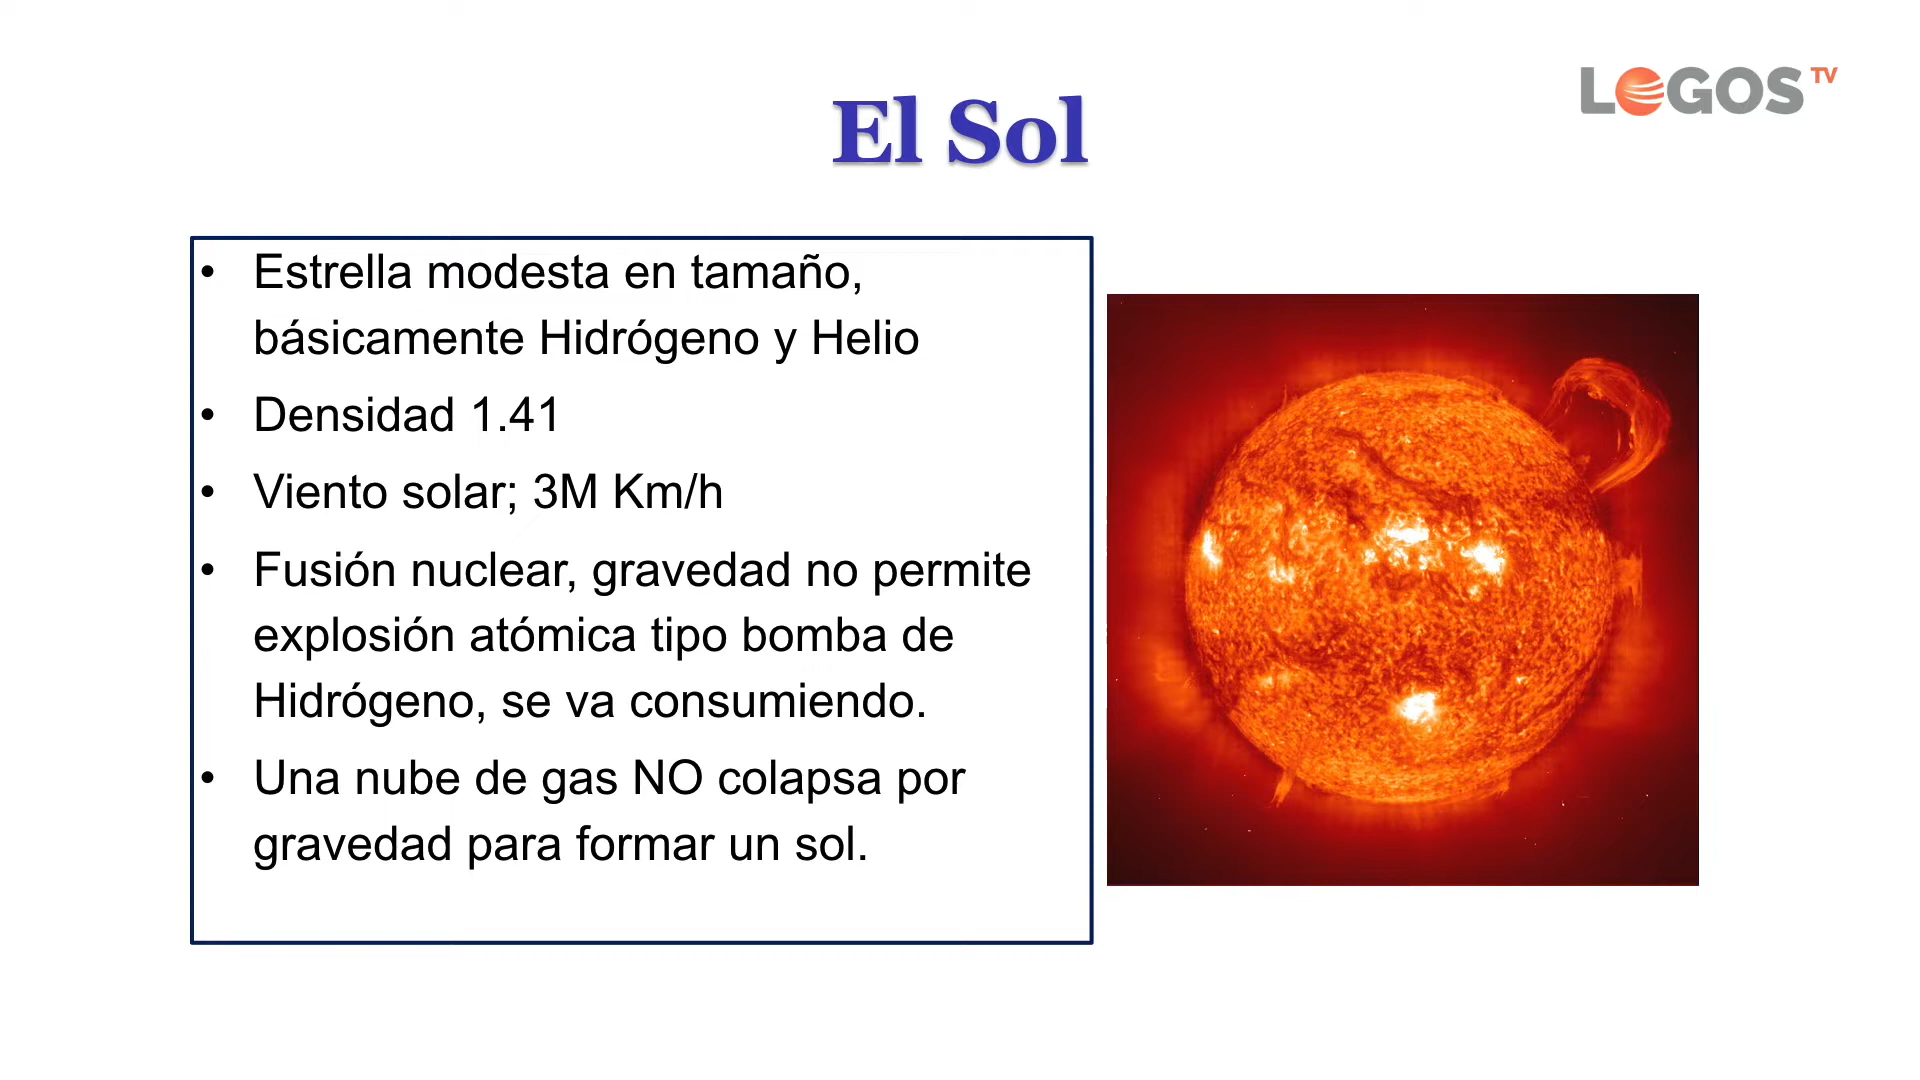 LOGOS TV
El Sol
• Estrella modesta en tamaño,
básicamente Hidrógeno y Helio
• Densidad 1.41
• Viento solar; 3M Km/h
• Fusión nuclear, gravedad no permite
explosión atómica tipo bomba de
Hidrógeno, se va consumiendo.
• Una nube de gas NO colapsa por
gravedad para formar un sol.